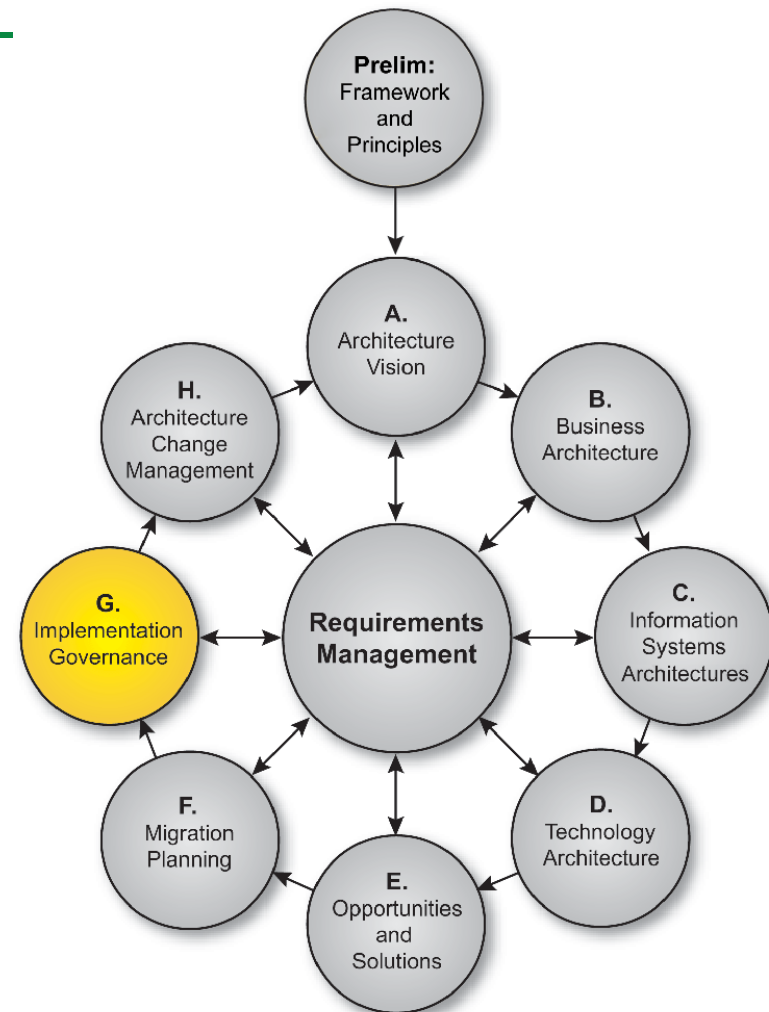 Prelim:
Framework
and
Principles
A.
Architecture
Vision
B.
Business
Architecture
C.
Information
Systems
Architectures
D.
Technology
Architecture
E.
Opportunities
and
Solutions
F.
Migration
Planning
G.
Implementation
Governance
H.
Architecture
Change
Management
Requirements
Management